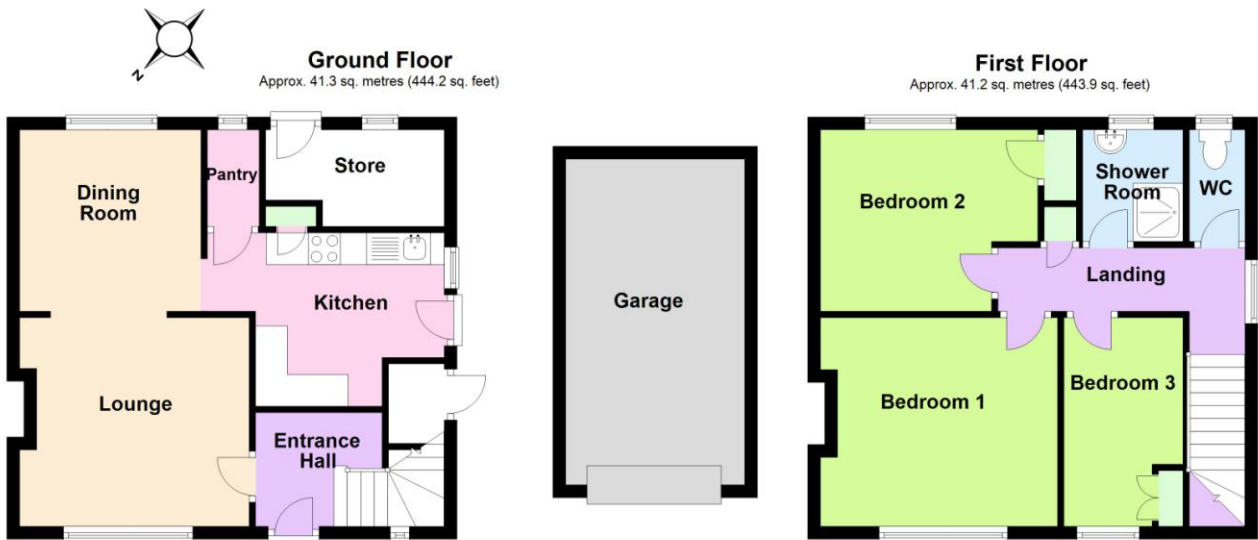 N
Ground Floor
Approx. 41.3 sq. metres (444.2 sq. feet)
Dining
Room
Pantry
Store
Kitchen
Lounge
Entrance
Hall
Garage
First Floor
Approx. 41.2 sq. metres (443.9 sq. feet)
Bedroom 2
Shower
Room
WC
Landing
Bedroom 1
Bedroom 3